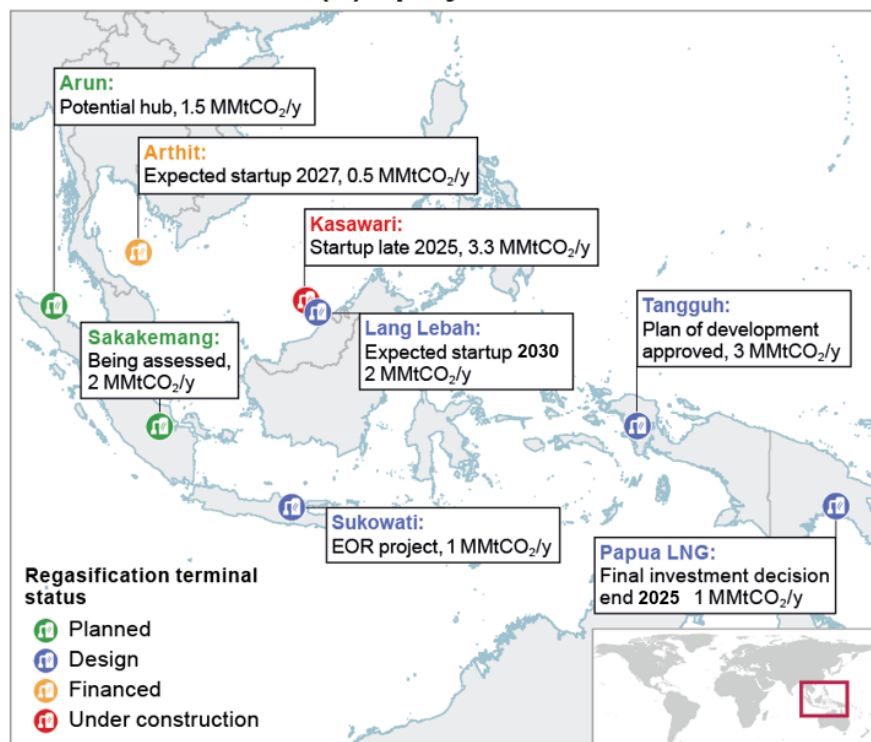 Arun:
Potential hub, 1.5 MMtCO₂/y
Arthit:
Expected startup 2027, 0.5 MMtCO₂/y
Kasawari:
Startup late 2025, 3.3 MMtCO₂/y
Tangguh:
Plan of development
approved, 3 MMtCO₂/y
Sakakemang:
Being assessed,
2 MMtCO₂/y
Lang Lebah:
Expected startup 2030
2 MMtCO₂/y
Sukowati:
EOR project, 1 MMtCO₂/y
Papua LNG:
Final investment decision
end 2025 1 MMtCO₂/y
Regasification terminal
status
Planned
Design
Financed
Under construction